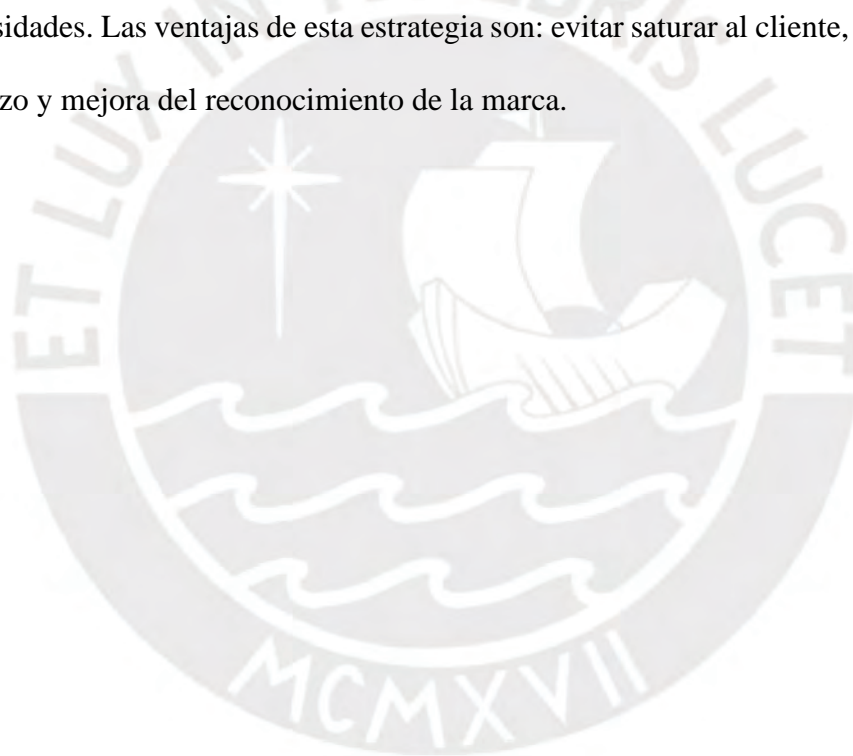 sidades. Las ventajas de esta estrategia son: evitar saturar al cliente,
zo y mejora del reconocimiento de la marca.
ET LUX IN TENEBRIS LUCET
MCMXVII